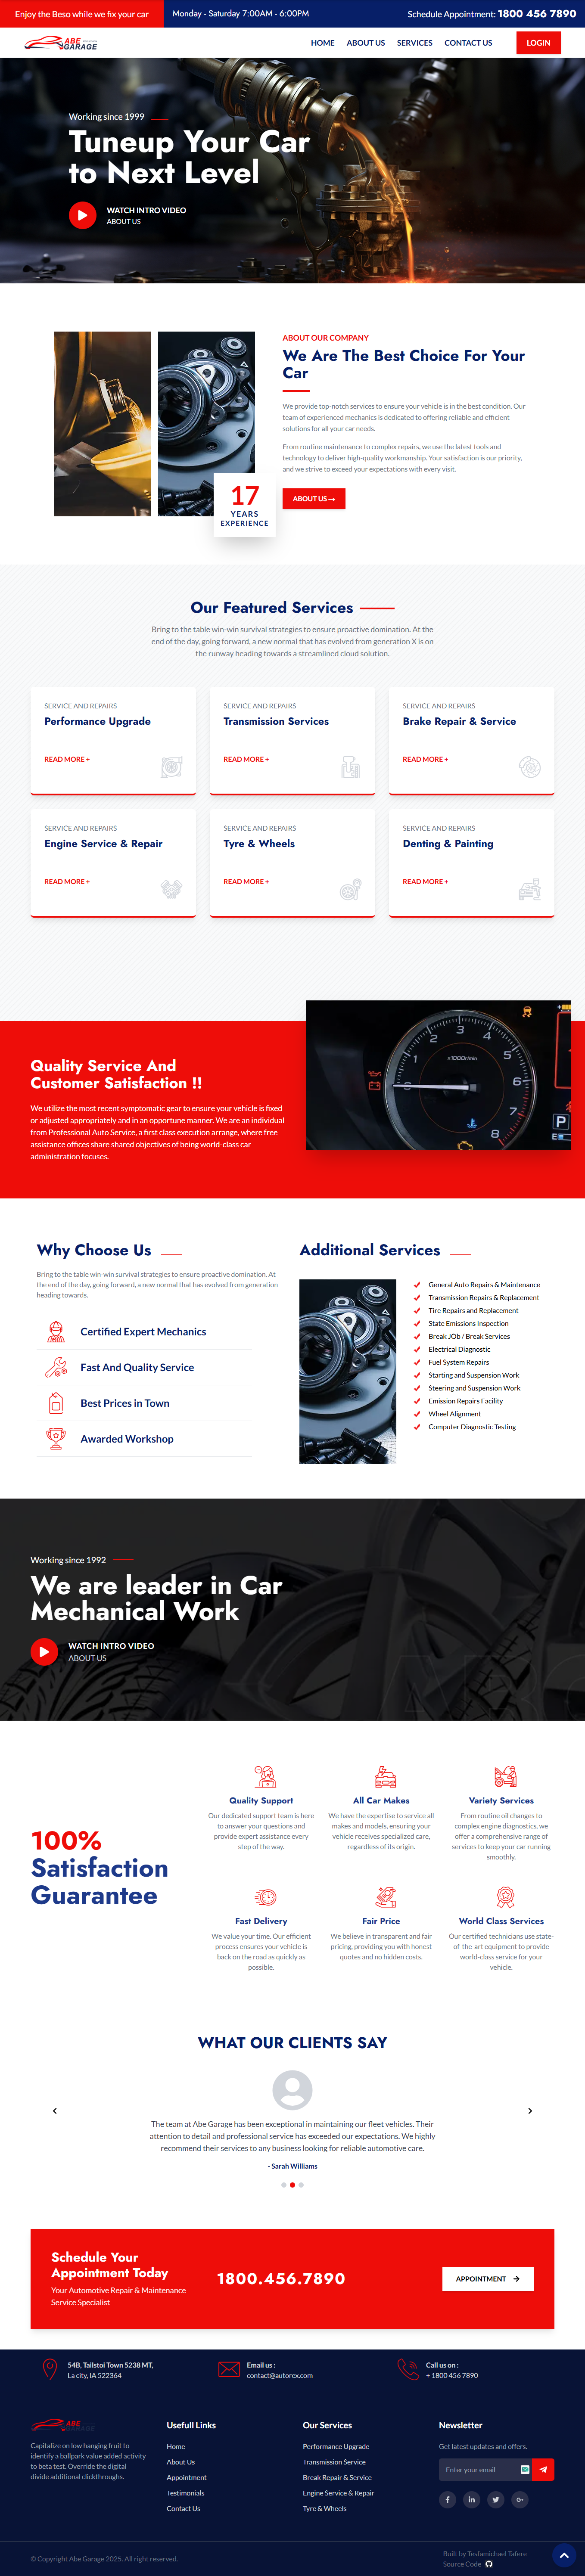 Enjoy the Beso while we fix your car
Monday - Saturday 7:00AM - 6:00PM
Schedule Appointment: 1800 456 7890
ABE
GARAGE
HOME
ABOUT US
SERVICES
CONTACT US
LOGIN
Working since 1999
Tuneup Your Car
to Next Level
WATCH INTRO VIDEO
ABOUT US
ABOUT OUR COMPANY
We Are The Best Choice For Your
Car
We provide top-notch services to ensure your vehicle is in the best condition. Our
team of experienced mechanics is dedicated to offering reliable and efficient
solutions for all your car needs.
From routine maintenance to complex repairs, we use the latest tools and
technology to deliver high-quality workmanship. Your satisfaction is our priority,
and we strive to exceed your expectations with every visit.
17
YEARS
EXPERIENCE
ABOUT US →
Our Featured Services
Bring to the table win-win survival strategies to ensure proactive domination. At the
end of the day, going forward, a new normal that has evolved from generation X is on
the runway heading towards a streamlined cloud solution.
SERVICE AND REPAIRS
Performance Upgrade
READ MORE +
SERVICE AND REPAIRS
Transmission Services
READ MORE +
SERVICE AND REPAIRS
Brake Repair & Service
READ MORE +
SERVICE AND REPAIRS
Engine Service & Repair
READ MORE +
SERVICE AND REPAIRS
Tyre & Wheels
READ MORE +
SERVICE AND REPAIRS
Denting & Painting
READ MORE +
Quality Service And
Customer Satisfaction !!
We utilize the most recent symptomatic gear to ensure your vehicle is fixed
or adjusted appropriately and in an opportune manner. We are an individual
from Professional Auto Service, a first class execution arrange, where free
assistance offices share shared objectives of being world-class car
administration focuses.
1
2
3
4
5
6
7
8
x1000r/min
P
E
Why Choose Us
Bring to the table win-win survival strategies to ensure proactive domination. At
the end of the day, going forward, a new normal that has evolved from generation
heading towards.
Certified Expert Mechanics
Fast And Quality Service
Best Prices in Town
Awarded Workshop
Additional Services
General Auto Repairs & Maintenance
Transmission Repairs & Replacement
Tire Repairs and Replacement
State Emissions Inspection
Break JOb / Break Services
Electrical Diagnostic
Fuel System Repairs
Starting and Suspension Work
Steering and Suspension Work
Emission Repairs Facility
Wheel Alignment
Computer Diagnostic Testing
Working since 1992
We are leader in Car
Mechanical Work
WATCH INTRO VIDEO
ABOUT US
100%
Satisfaction
Guarantee
Quality Support
Our dedicated support team is here
to answer your questions and
provide expert assistance every
step of the way.
All Car Makes
We have the expertise to service all
makes and models, ensuring your
vehicle receives specialized care,
regardless of its origin.
Variety Services
From routine oil changes to
complex engine diagnostics, we
offer a comprehensive range of
services to keep your car running
smoothly.
Fast Delivery
We value your time. Our efficient
process ensures your vehicle is
back on the road as quickly as
possible.
Fair Price
We believe in transparent and fair
pricing, providing you with honest
quotes and no hidden costs.
World Class Services
Our certified technicians use state-
of-the-art equipment to provide
world-class service for your
vehicle.
WHAT OUR CLIENTS SAY
The team at Abe Garage has been exceptional in maintaining our fleet vehicles. Their
attention to detail and professional service has exceeded our expectations. We highly
recommend their services to any business looking for reliable automotive care.
- Sarah Williams
Schedule Your
Appointment Today
Your Automotive Repair & Maintenance
Service Specialist
1800.456.7890
APPOINTMENT
54B, Tailstoi Town 5238 MT,
La city, IA 522364
Email us :
contact@autorex.com
Call us on :
+ 1800 456 7890
ABE
GARAGE
Capitalize on low hanging fruit to
identify a ballpark value added activity
to beta test. Override the digital
divide additional clickthroughs.
Usefull Links
Home
About Us
Appointment
Testimonials
Contact Us
Our Services
Performance Upgrade
Transmission Service
Break Repair & Service
Engine Service & Repair
Tyre & Wheels
Newsletter
Get latest updates and offers.
Enter your email
© Copyright Abe Garage 2025. All right reserved.
Built by Tesfamichael Tafere
Source Code